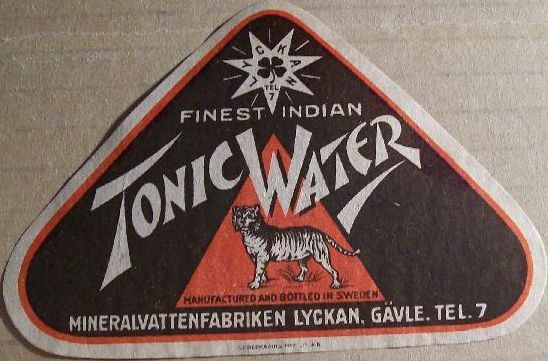 LYCKAN
TEL
7
FINEST INDIAN
TONIC WATER
MANUFACTURED AND BOTTLED IN SWEDEN
MINERALVATTENFABRIKEN LYCKAN, GÄVLE. TEL. 7